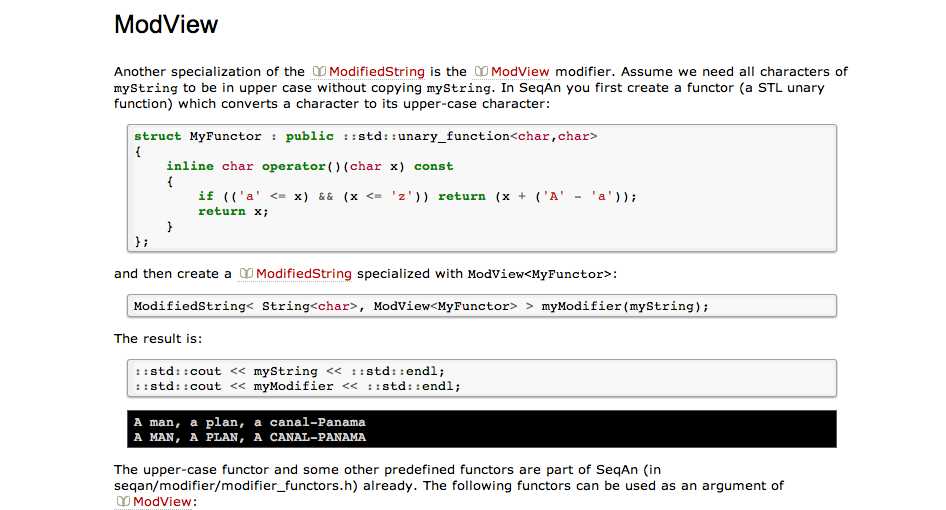 ModView
Another specialization of the ModifiedString is the ModView modifier. Assume we need all characters of
myString to be in upper case without copying myString. In SeqAn you first create a functor (a STL unary
function) which converts a character to its upper-case character:
struct MyFunctor : public ::std::unary_function<char,char>
{
    inline char operator()(char x) const
    {
        if (('a' <= x) && (x <= 'z')) return (x + ('A' - 'a'));
        return x;
    }
};
and then create a ModifiedString specialized with ModView<MyFunctor>:
ModifiedString< String<char>, ModView<MyFunctor> > myModifier(myString);
The result is:
::std::cout << myString << ::std::endl;
::std::cout << myModifier << ::std::endl;
A man, a plan, a canal-Panama
A MAN, A PLAN, A CANAL-PANAMA
The upper-case functor and some other predefined functors are part of SeqAn (in
seqan/modifier/modifier_functors.h) already. The following functors can be used as an argument of
ModView: